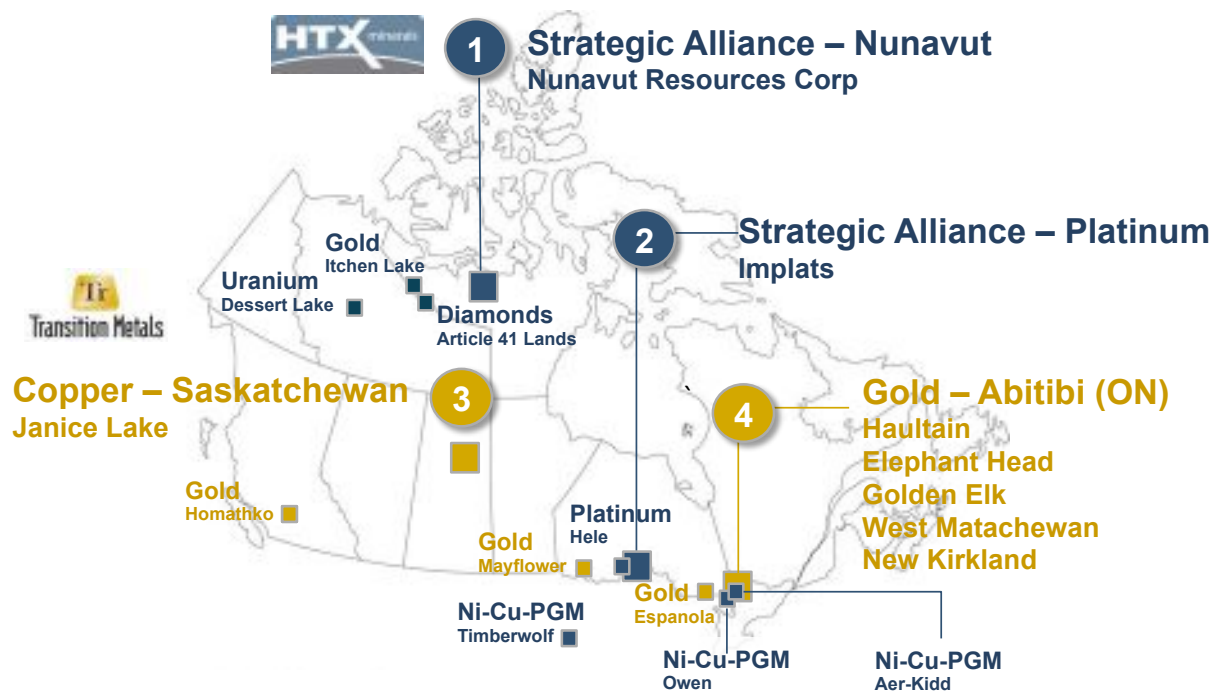 HTX minerals
1
Strategic Alliance – Nunavut
Nunavut Resources Corp
2
Strategic Alliance – Platinum
Implats
Gold
Itchen Lake
Uranium
Dessert Lake
Diamonds
Article 41 Lands
Tr
Transition Metals
Copper – Saskatchewan
Janice Lake
3
4
Gold – Abitibi (ON)
Haultain
Elephant Head
Golden Elk
West Matachewan
New Kirkland
Gold
Homathko
Platinum
Hele
Gold
Mayflower
Gold
Espanola
Ni-Cu-PGM
Timberwolf
Ni-Cu-PGM
Owen
Ni-Cu-PGM
Aer-Kidd